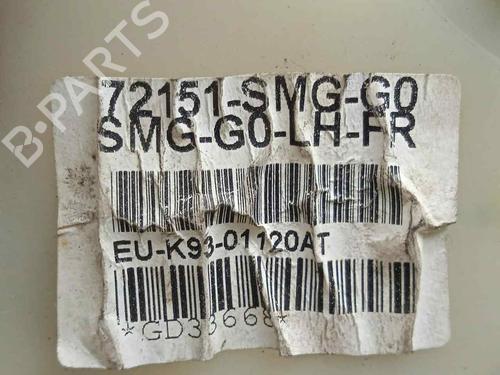 B-PARTS
72151-SMG-G0
SMG-G0-LH-FR
EU-K93-01120AT
*GD33668*